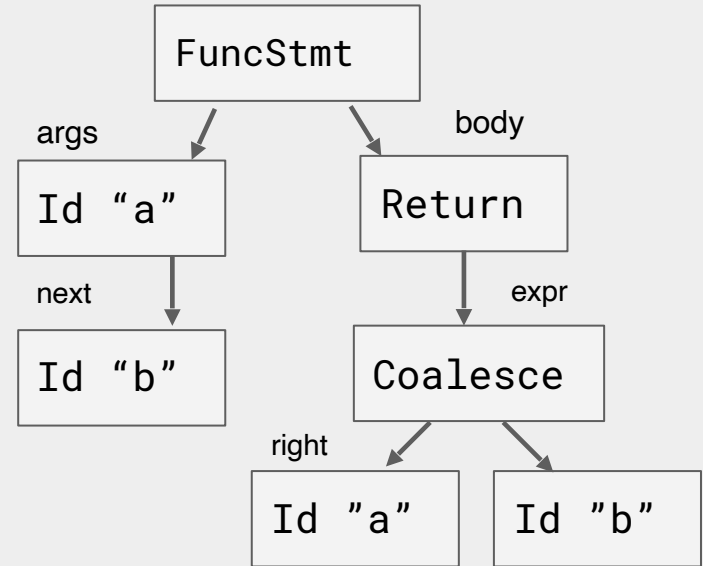 FuncStmt
args
body
Id “a”
Return
next
expr
Id “b”
Coalesce
right
Id ”a”
Id ”b”